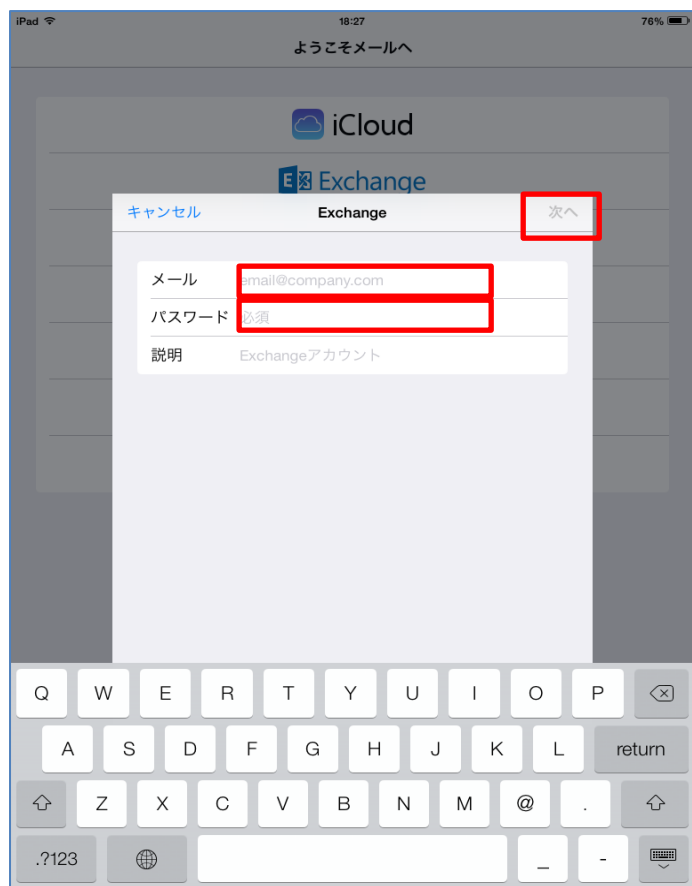 iPad 18:27 76%
ようこそメールへ
iCloud
E Exchange
キャンセル Exchange 次へ
メール email@company.com
パスワード 必須
説明 Exchangeアカウント
Q W E R T Y U I O P
A S D F G H J K L return
Z X C V B N M @ .
.?123 _ -